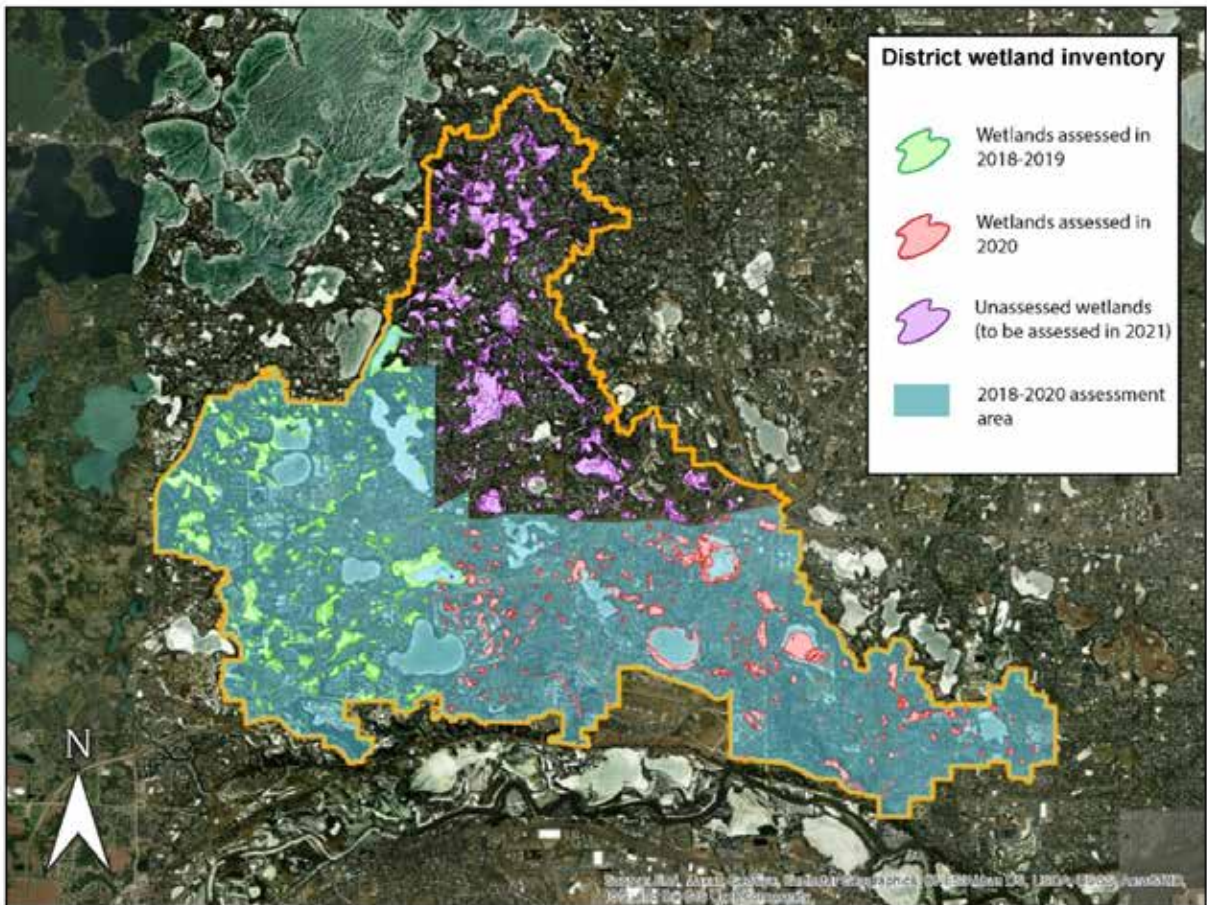 District wetland inventory
Wetlands assessed in
2018-2019
Wetlands assessed in
2020
Unassessed wetlands
(to be assessed in 2021)
2018-2020 assessment
area
N